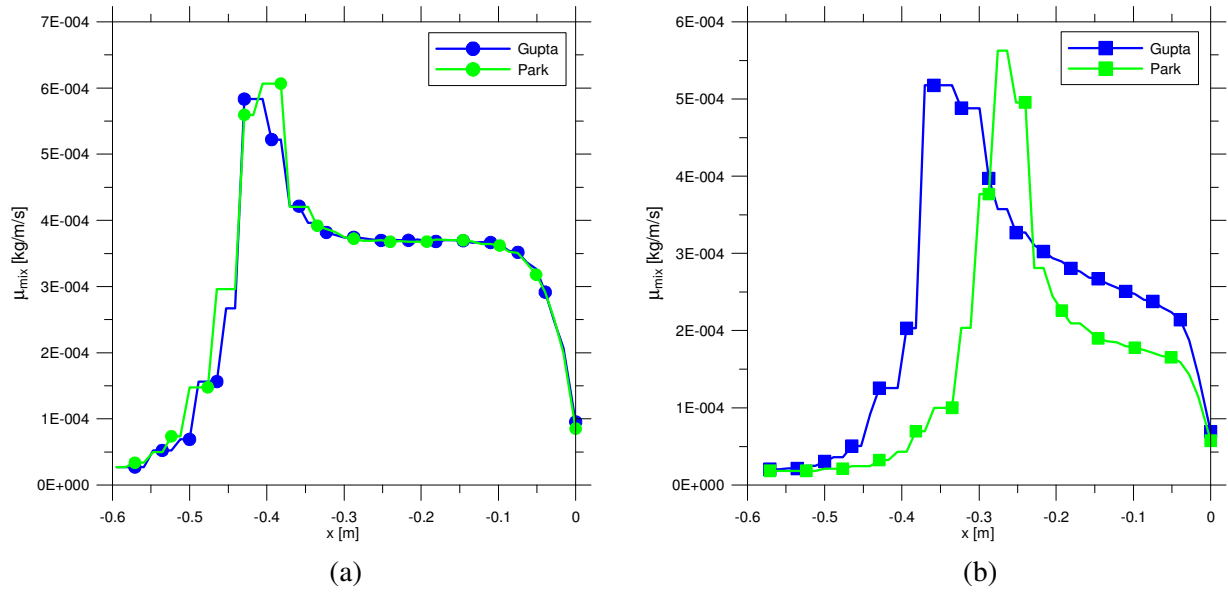 7E-004
6E-004
5E-004
4E-004
3E-004
2E-004
1E-004
0E+000
μmix [kg/m/s]
-0.6 -0.5 -0.4 -0.3 -0.2 -0.1 0
x [m]
Gupta
Park
(a)
6E-004
5E-004
4E-004
3E-004
2E-004
1E-004
0E+000
μmix [kg/m/s]
-0.6 -0.5 -0.4 -0.3 -0.2 -0.1 0
x [m]
Gupta
Park
(b)